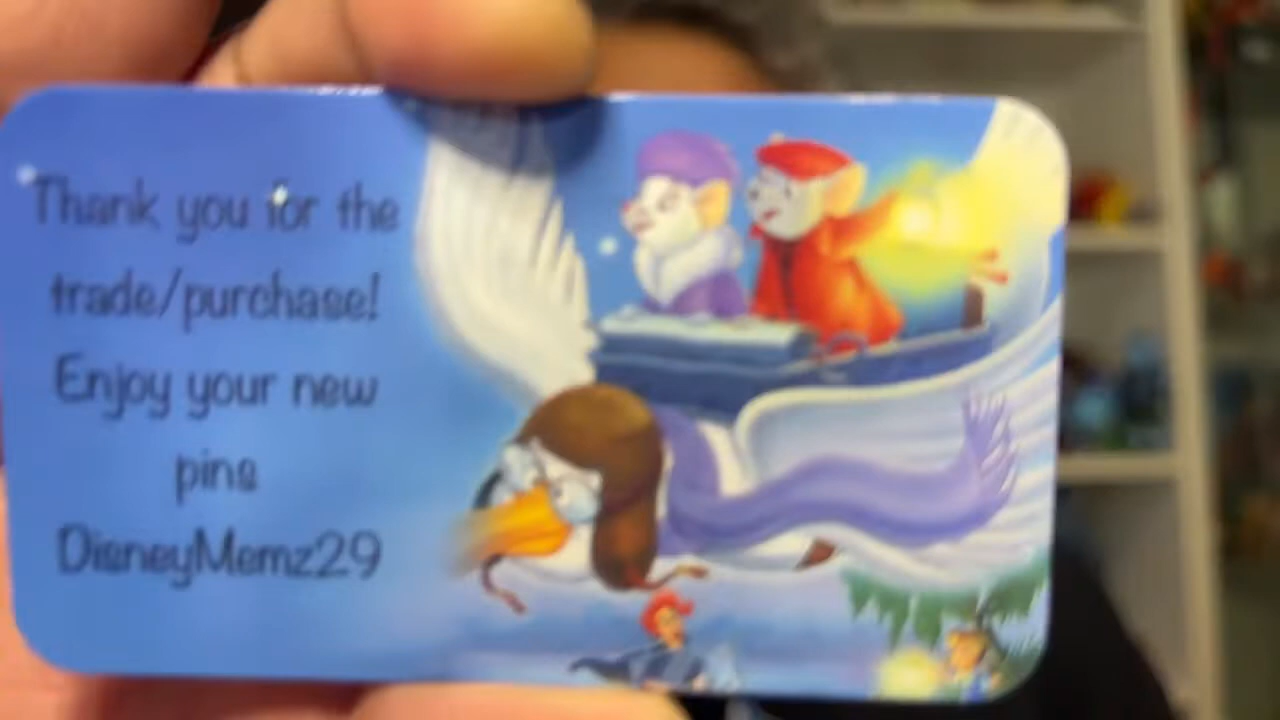 Thank you for the
trade/purchase!
Enjoy your new
pins
DisneyMemz29